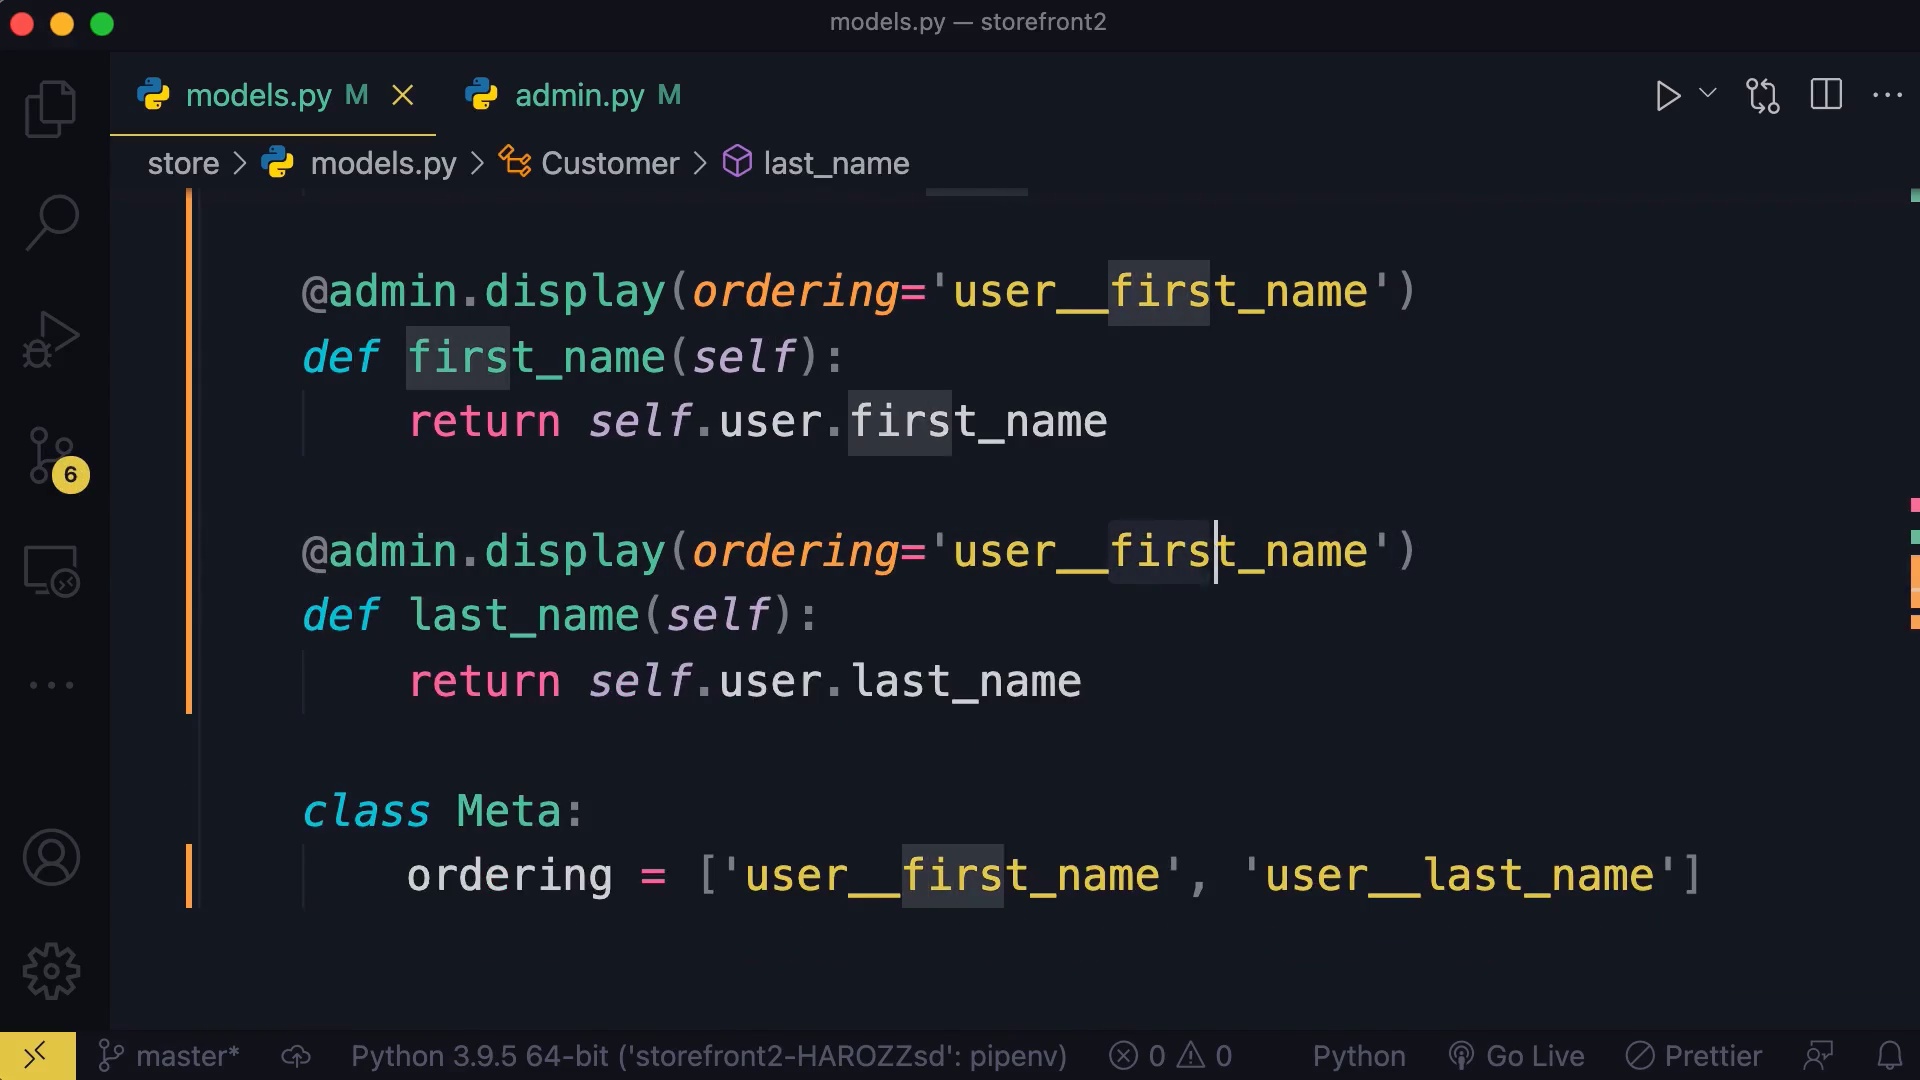 models.py — storefront2
models.py M admin.py M
store > models.py > Customer > last_name
@admin.display(ordering='user__first_name')
def first_name(self):
return self.user.first_name
@admin.display(ordering='user__first_name')
def last_name(self):
return self.user.last_name
class Meta:
ordering = ['user__first_name', 'user__last_name']
6
master* Python 3.9.5 64-bit ('storefront2-HAROZZsd': pipenv) 0 0 Python Go Live Prettier